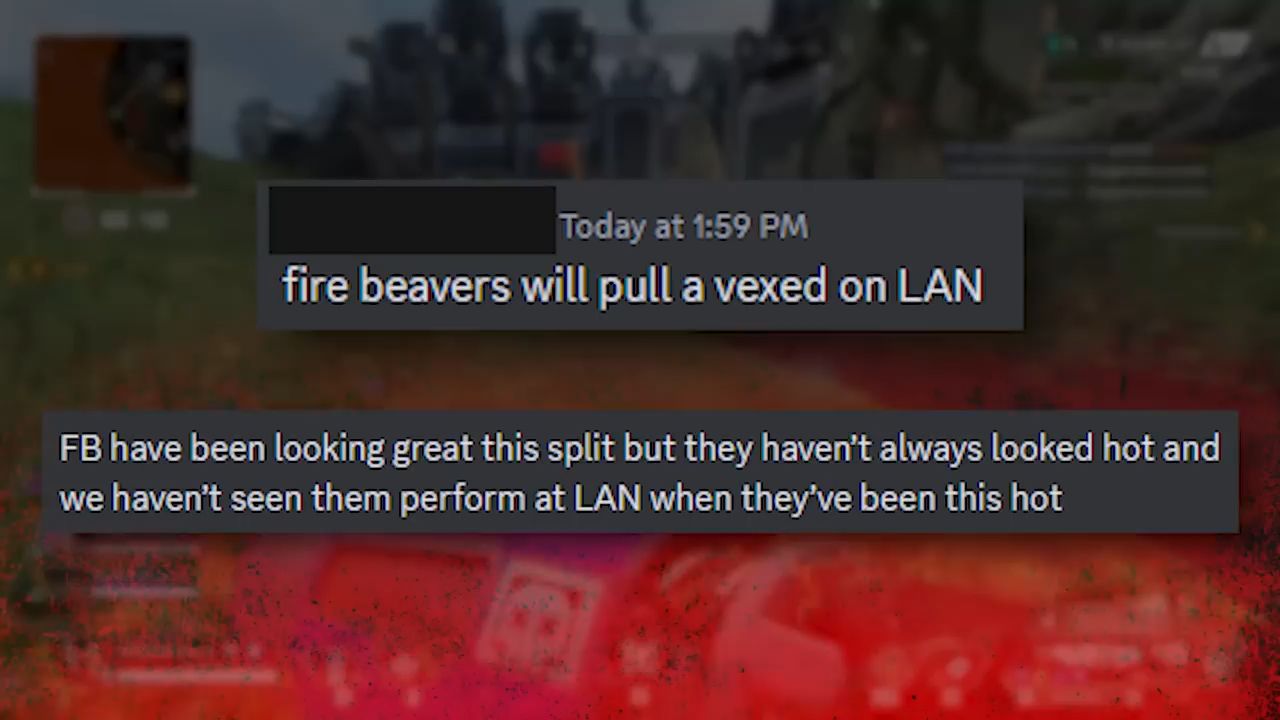 Today at 1:59 PM
fire beavers will pull a vexed on LAN
FB have been looking great this split but they haven't always looked hot and
we haven't seen them perform at LAN when they've been this hot